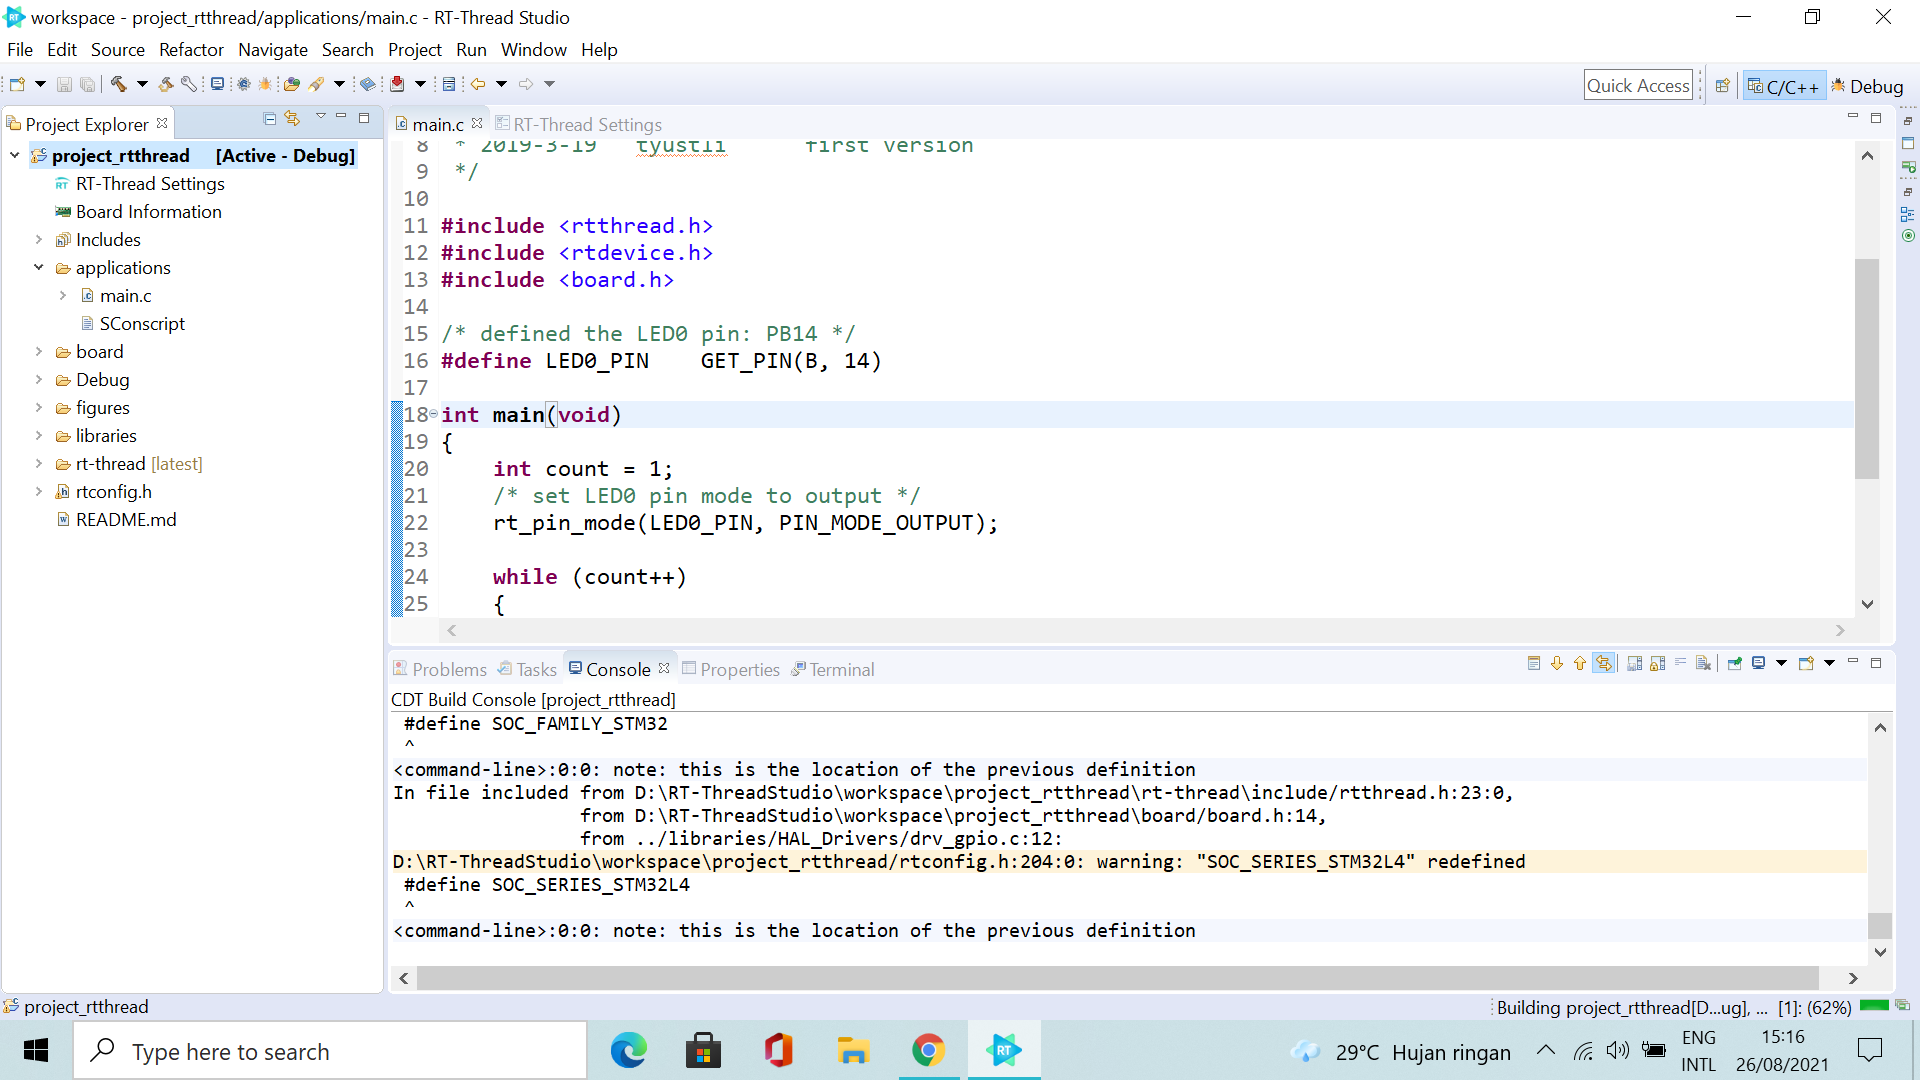 workspace - project_rtthread/applications/main.c - RT-Thread Studio
File Edit Source Refactor Navigate Search Project Run Window Help
Quick Access
C/C++
Debug
Project Explorer
project_rtthread [Active - Debug]
RT-Thread Settings
Board Information
Includes
applications
main.c
SConscript
board
Debug
figures
libraries
rt-thread [latest]
rtconfig.h
README.md
main.c
RT-Thread Settings
8 * 2019-3-19 tyustli first version
9 */
10
11 #include <rtthread.h>
12 #include <rtdevice.h>
13 #include <board.h>
14
15 /* defined the LED0 pin: PB14 */
16 #define LED0_PIN GET_PIN(B, 14)
17
18 int main(void)
19 {
20 int count = 1;
21 /* set LED0 pin mode to output */
22 rt_pin_mode(LED0_PIN, PIN_MODE_OUTPUT);
23
24 while (count++)
25 {
Problems Tasks Console Properties Terminal
CDT Build Console [project_rtthread]
#define SOC_FAMILY_STM32
^
<command-line>:0:0: note: this is the location of the previous definition
In file included from D:\RT-ThreadStudio\workspace\project_rtthread\rt-thread\include/rtthread.h:23:0,
from D:\RT-ThreadStudio\workspace\project_rtthread\board/board.h:14,
from ../libraries/HAL_Drivers/drv_gpio.c:12:
D:\RT-ThreadStudio\workspace\project_rtthread/rtconfig.h:204:0: warning: "SOC_SERIES_STM32L4" redefined
#define SOC_SERIES_STM32L4
^
<command-line>:0:0: note: this is the location of the previous definition
project_rtthread
Building project_rtthread[D...ug], ... [1]: (62%)
Type here to search
RT
29°C Hujan ringan
ENG
INTL
15:16
26/08/2021